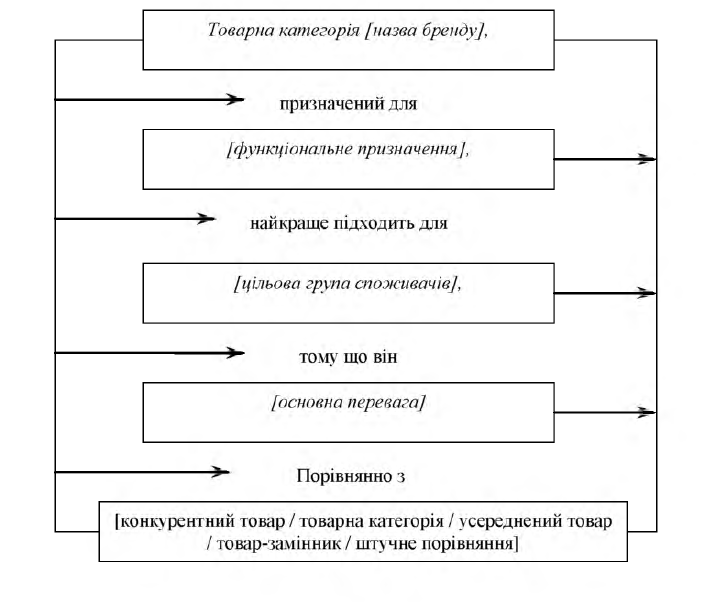 Товарна категорія [назва бренду],
призначений для
[функціональне призначення],
найкраще підходить для
[цільова група споживачів],
тому що він
[основна перевага]
Порівнянно з
[конкурентний товар / товарна категорія / усереднений товар
/ товар-замінник / штучне порівняння]